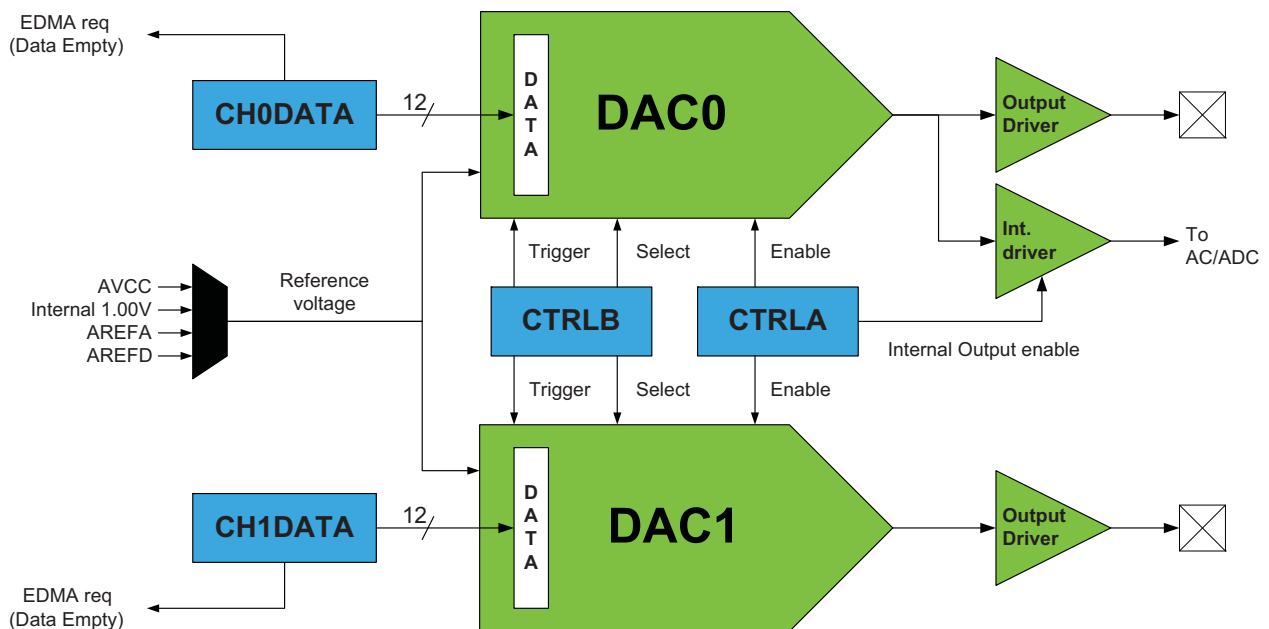 EDMA req
(Data Empty)
CH0DATA
12
DATA
DAC0
Output
Driver
Int.
driver
To
AC/ADC
Trigger
Select
Enable
AVCC
Internal 1.00V
AREFA
AREFD
Reference
voltage
CTRLB
CTRLA
Internal Output enable
Trigger
Select
Enable
CH1DATA
12
DATA
DAC1
Output
Driver
EDMA req
(Data Empty)